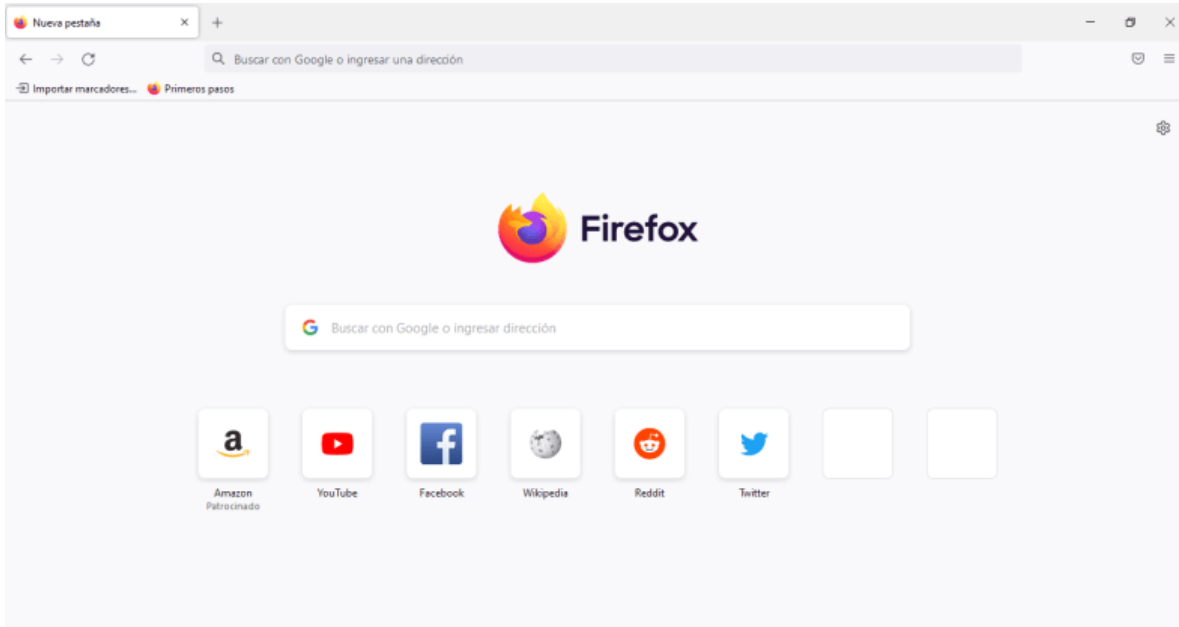 Nueva pestaña
Buscar con Google o ingresar una dirección
Importar marcadores... Primeros pasos
Firefox
Buscar con Google o ingresar dirección
a
Amazon YouTube Facebook Wikipedia Reddit Twitter
Patrocinado